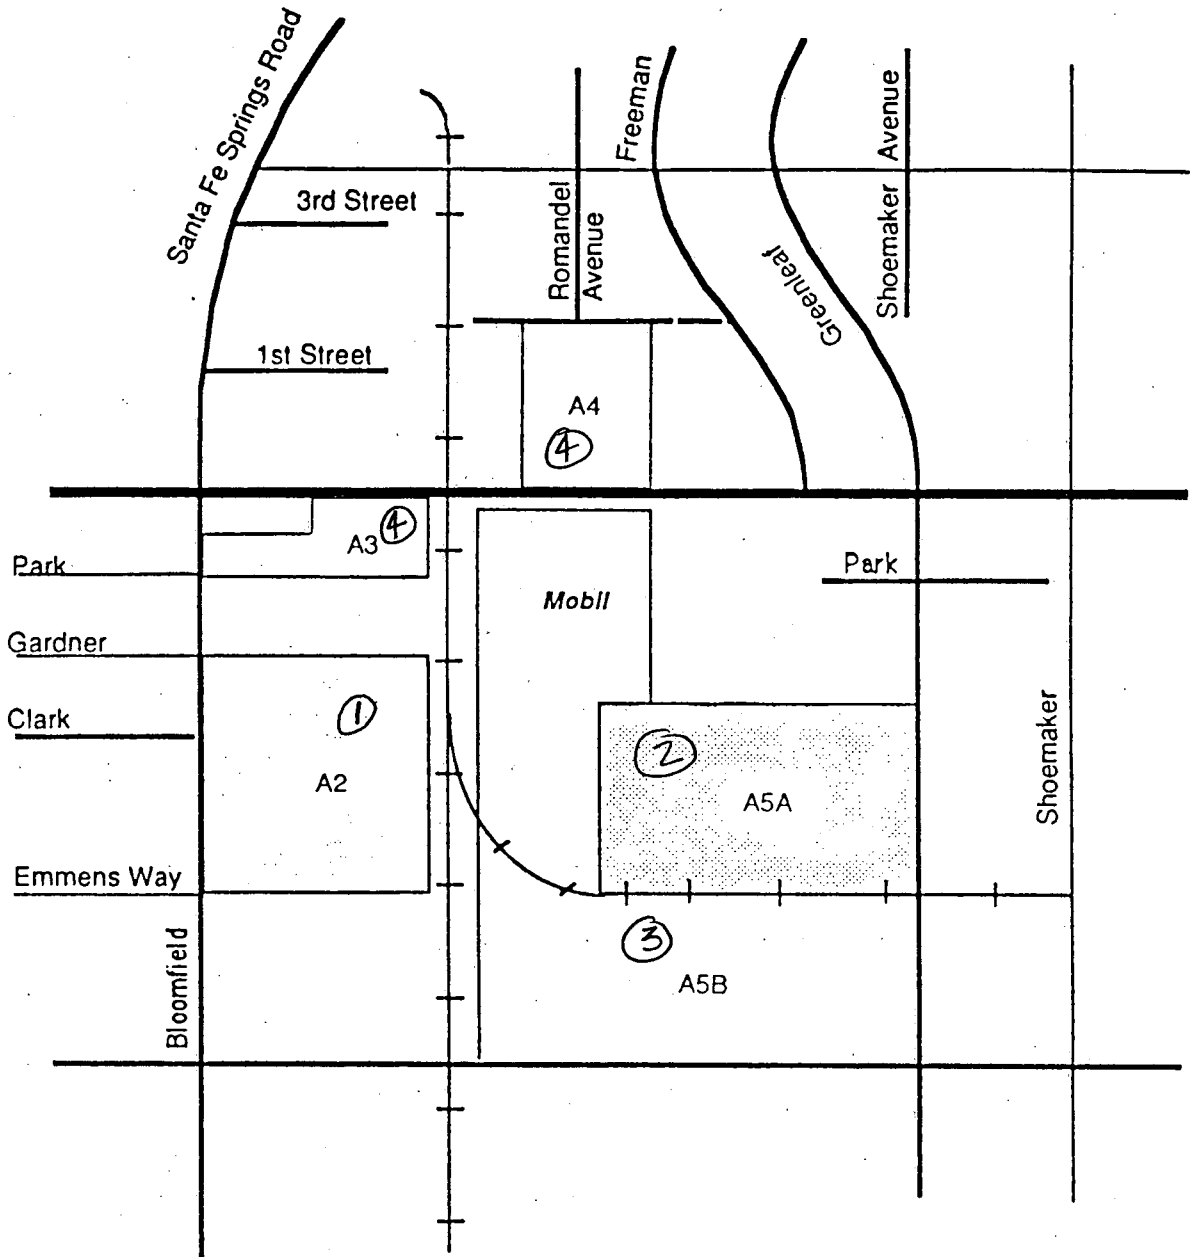 Santa Fe Springs Road
Freeman
Shoemaker Avenue
3rd Street
Romandel
Avenue
Greenleaf
1st Street
A4
4
A3 4
Park
Park
Mobil
Gardner
Clark
1
2
A2
A5A
Shoemaker
Emmens Way
3
A5B
Bloomfield